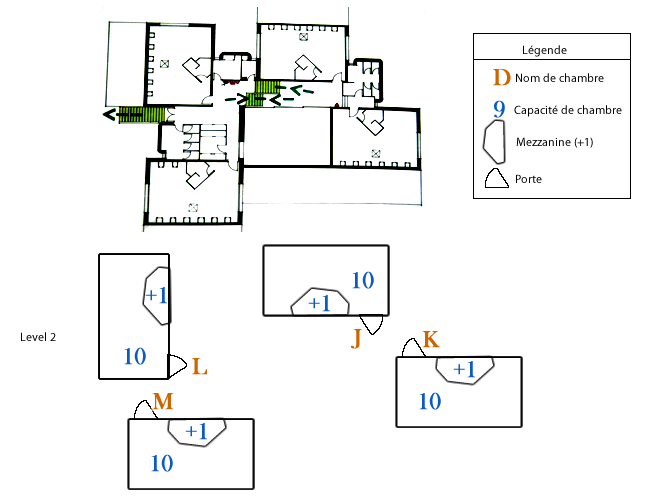 Légende
D Nom de chambre
9 Capacité de chambre
Mezzanine (+1)
Porte
+1
10
L
10
+1
J
K
+1
10
Level 2
M
+1
10